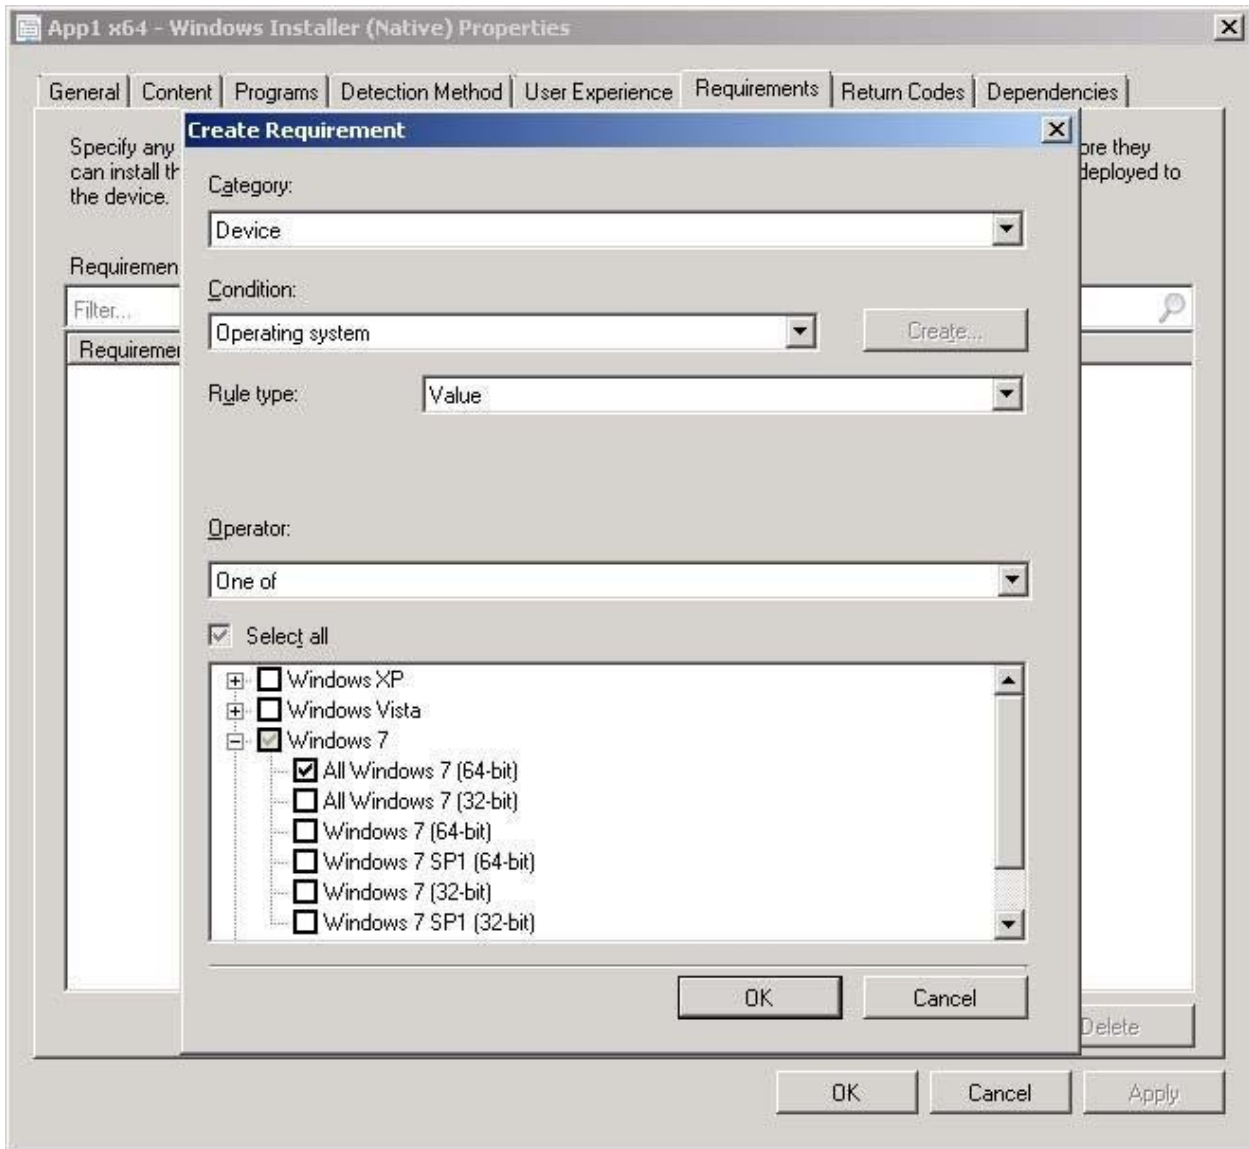 App1 x64 - Windows Installer (Native) Properties
General Content Programs Detection Method User Experience Requirements Return Codes Dependencies
Create Requirement
Specify any
can install th
the device.
ore they
deployed to
Category:
Device
Requiremen
Condition:
Filter...
Operating system
Create...
Requiremen
Rule type:
Value
Operator:
One of
Select all
Windows XP
Windows Vista
Windows 7
All Windows 7 (64-bit)
All Windows 7 (32-bit)
Windows 7 (64-bit)
Windows 7 SP1 (64-bit)
Windows 7 (32-bit)
Windows 7 SP1 (32-bit)
OK Cancel
Delete
OK Cancel Apply